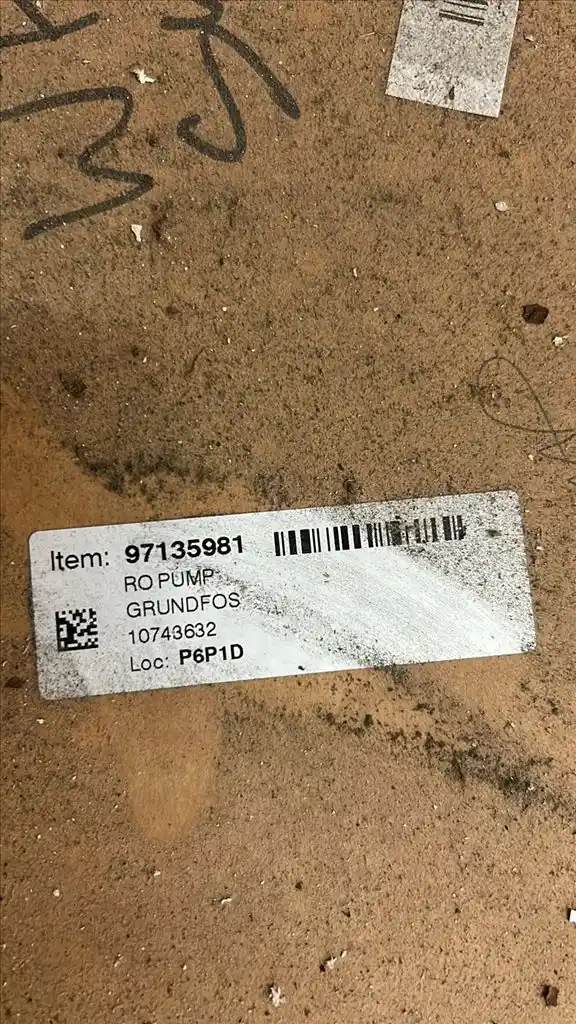 Item: 97135981
RO PUMP
GRUNDFOS
10743632
Loc: P6P1D